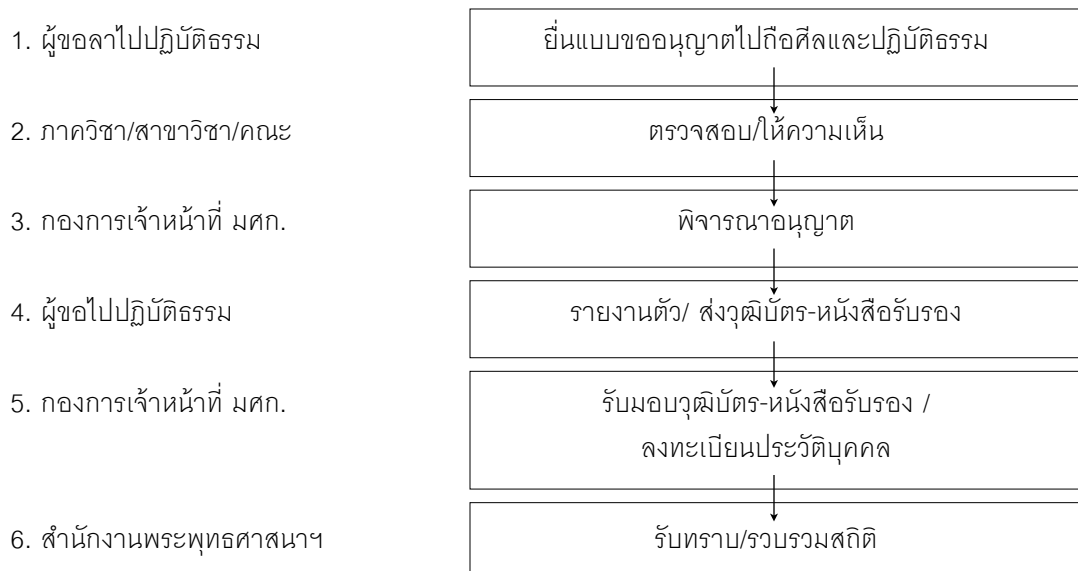 1. ผู้ขอลาไปปฏิบัติธรรม
ยื่นแบบขออนุญาตไปถือศีลและปฏิบัติธรรม
2. ภาควิชา/สาขาวิชา/คณะ
ตรวจสอบ/ให้ความเห็น
3. กองการเจ้าหน้าที่ มศก.
พิจารณาอนุญาต
4. ผู้ขอไปปฏิบัติธรรม
รายงานตัว/ ส่งวุฒิบัตร-หนังสือรับรอง
5. กองการเจ้าหน้าที่ มศก.
รับมอบวุฒิบัตร-หนังสือรับรอง /
ลงทะเบียนประวัติบุคคล
6. สำนักงานพระพุทธศาสนาฯ
รับทราบ/รวบรวมสถิติ